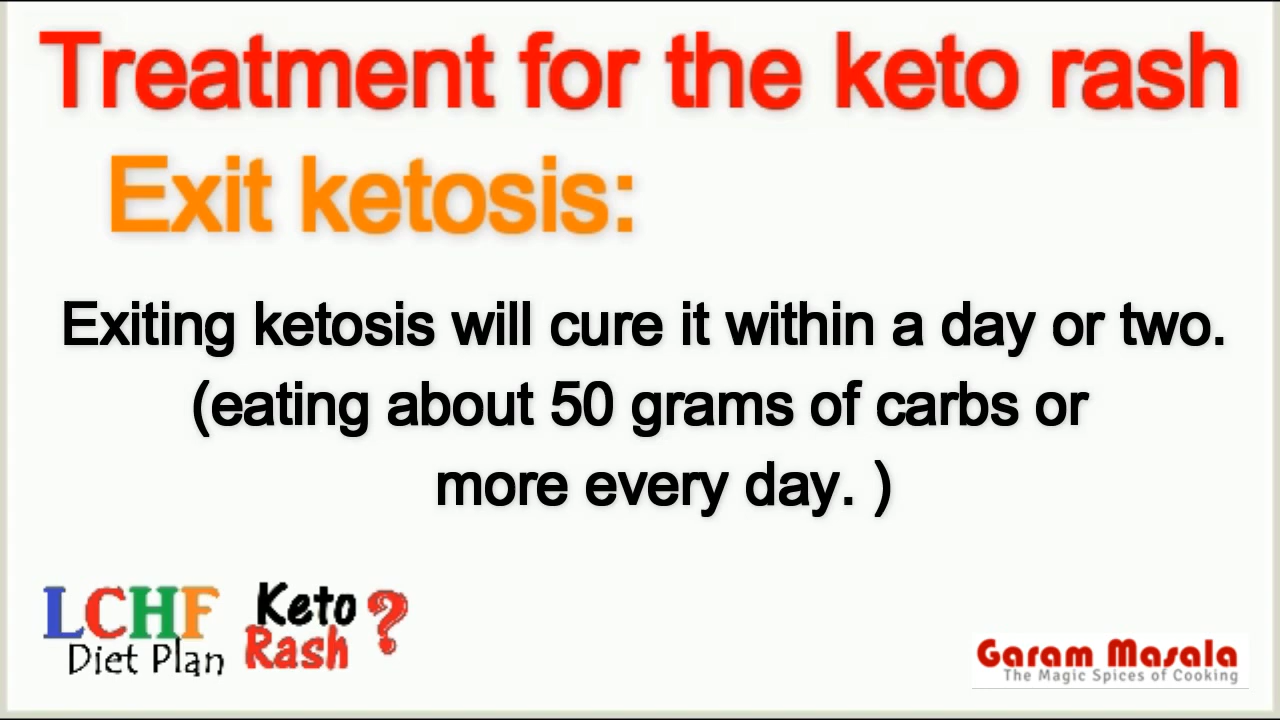 Treatment for the keto rash
Exit ketosis:
Exiting ketosis will cure it within a day or two.
(eating about 50 grams of carbs or
more every day. )
LCHF
Diet Plan
Keto
Rash ?
Garam Masala
The Magic Spices of Cooking